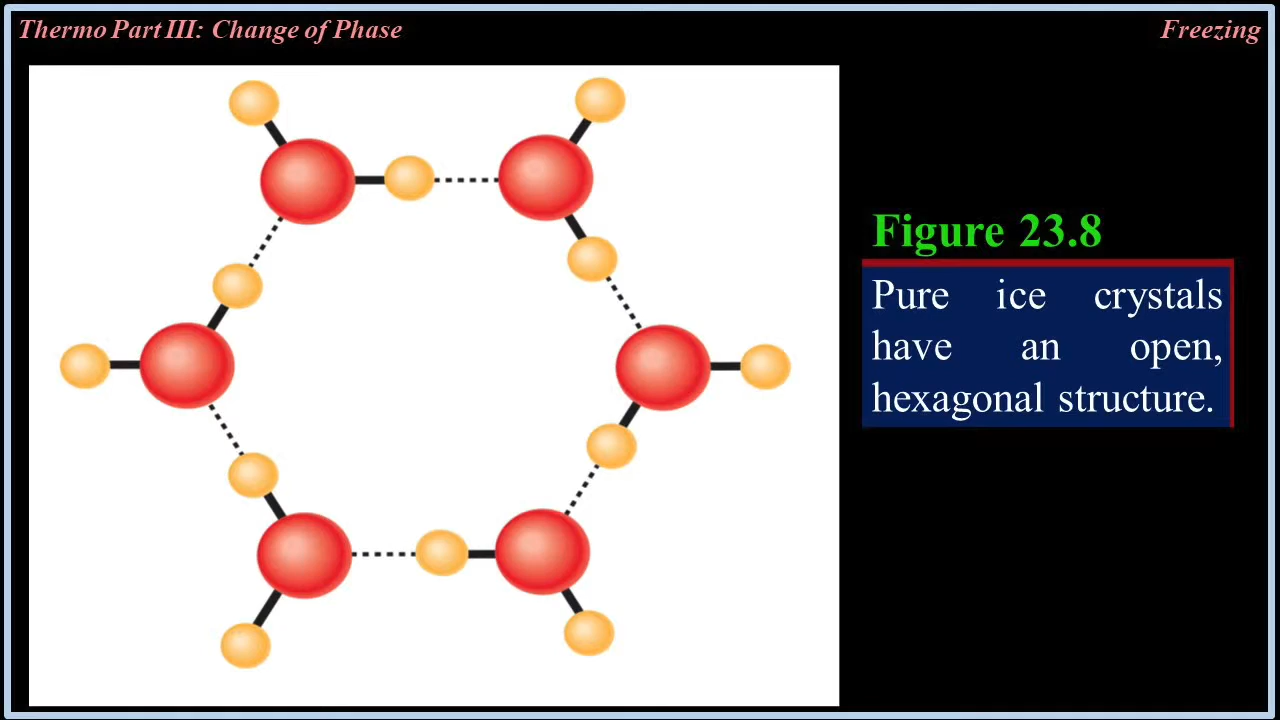 Thermo Part III: Change of Phase
Freezing
Figure 23.8
Pure ice crystals
have an open,
hexagonal structure.